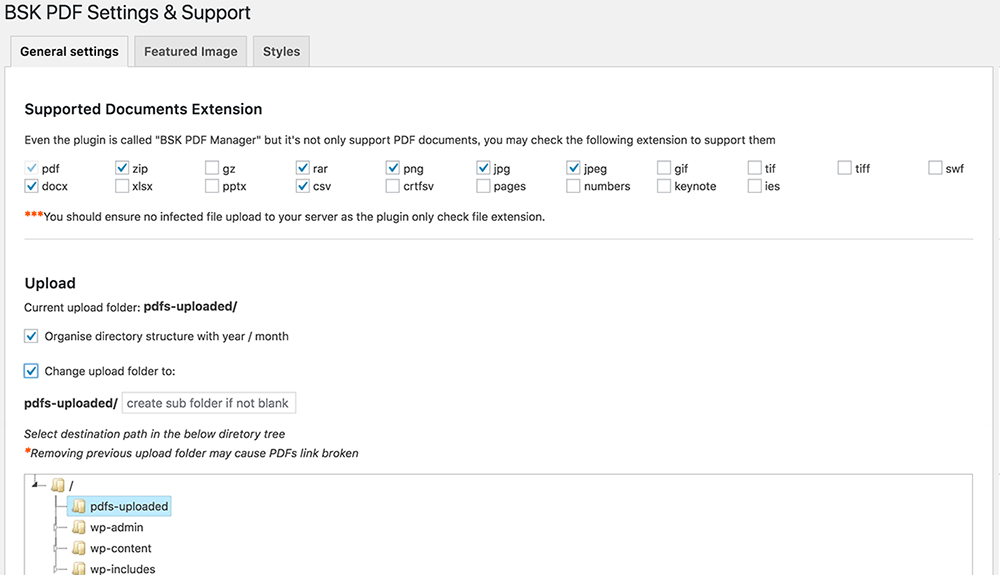 BSK PDF Settings & Support
General settings Featured Image Styles
Supported Documents Extension
Even the plugin is called "BSK PDF Manager" but it's not only support PDF documents, you may check the following extension to support them
pdf zip gz rar png jpg jpeg gif tif tiff swf
docx xlsx pptx csv crtfsv pages numbers keynote ies
***You should ensure no infected file upload to your server as the plugin only check file extension.
Upload
Current upload folder: pdfs-uploaded/
Organise directory structure with year / month
Change upload folder to:
pdfs-uploaded/ create sub folder if not blank
Select destination path in the below diretory tree
*Removing previous upload folder may cause PDFs link broken
/
pdfs-uploaded
wp-admin
wp-content
wp-includes